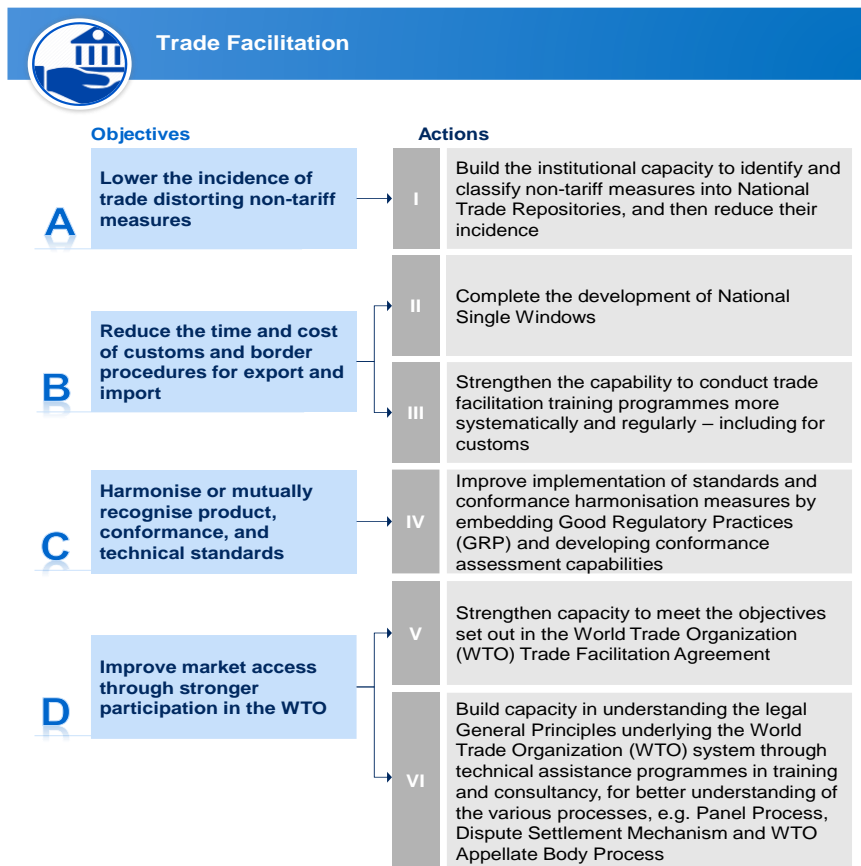 Trade Facilitation
Objectives
Actions
A
Lower the incidence of
trade distorting non-tariff
measures
I
Build the institutional capacity to identify and
classify non-tariff measures into National
Trade Repositories, and then reduce their
incidence
B
Reduce the time and cost
of customs and border
procedures for export and
import
II
Complete the development of National
Single Windows
III
Strengthen the capability to conduct trade
facilitation training programmes more
systematically and regularly – including for
customs
C
Harmonise or mutually
recognise product,
conformance, and
technical standards
IV
Improve implementation of standards and
conformance harmonisation measures by
embedding Good Regulatory Practices
(GRP) and developing conformance
assessment capabilities
D
Improve market access
through stronger
participation in the WTO
V
Strengthen capacity to meet the objectives
set out in the World Trade Organization
(WTO) Trade Facilitation Agreement
VI
Build capacity in understanding the legal
General Principles underlying the World
Trade Organization (WTO) system through
technical assistance programmes in training
and consultancy, for better understanding of
the various processes, e.g. Panel Process,
Dispute Settlement Mechanism and WTO
Appellate Body Process